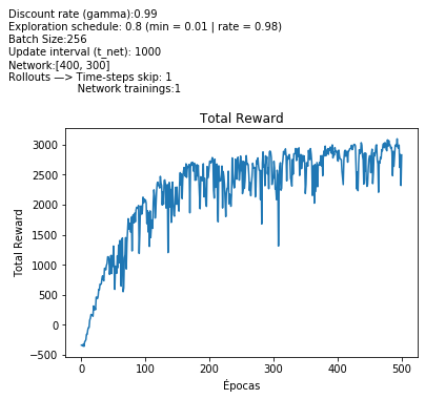 Discount rate (gamma):0.99
Exploration schedule: 0.8 (min = 0.01 | rate = 0.98)
Batch Size:256
Update interval (t_net): 1000
Network:[400, 300]
Rollouts —> Time-steps skip: 1
Network trainings:1
Total Reward
3000
2500
2000
1500
1000
500
0
−500
Total Reward
0 100 200 300 400 500
Épocas